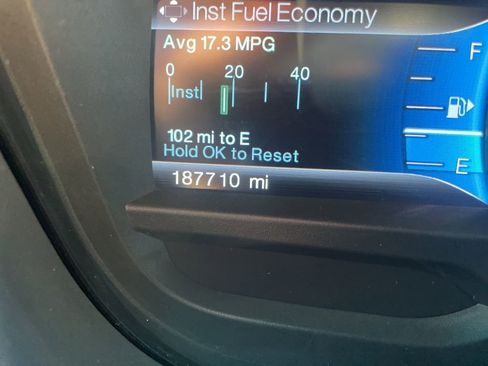 Inst Fuel Economy
Avg 17.3 MPG
0 20 40
Inst
102 mi to E
Hold OK to Reset
187710 mi
F
E